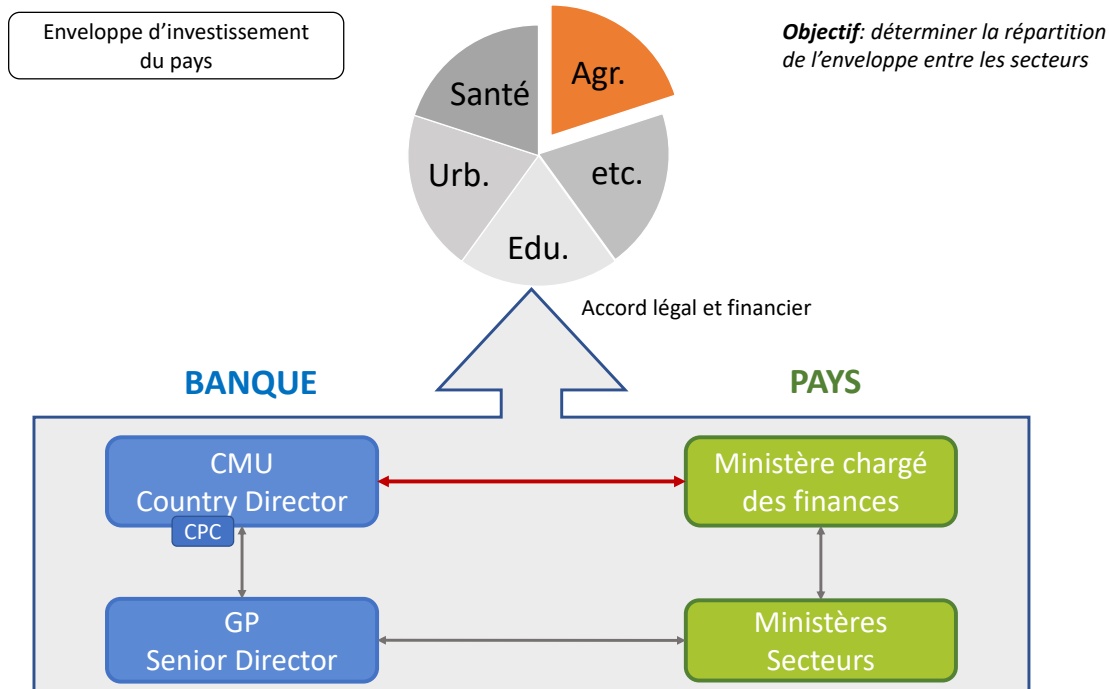 Enveloppe d’investissement
du pays
Objectif: déterminer la répartition
de l’enveloppe entre les secteurs
Santé
Agr.
Urb.
etc.
Edu.
Accord légal et financier
BANQUE
PAYS
CMU
Country Director
CPC
Ministère chargé
des finances
GP
Senior Director
Ministères
Secteurs